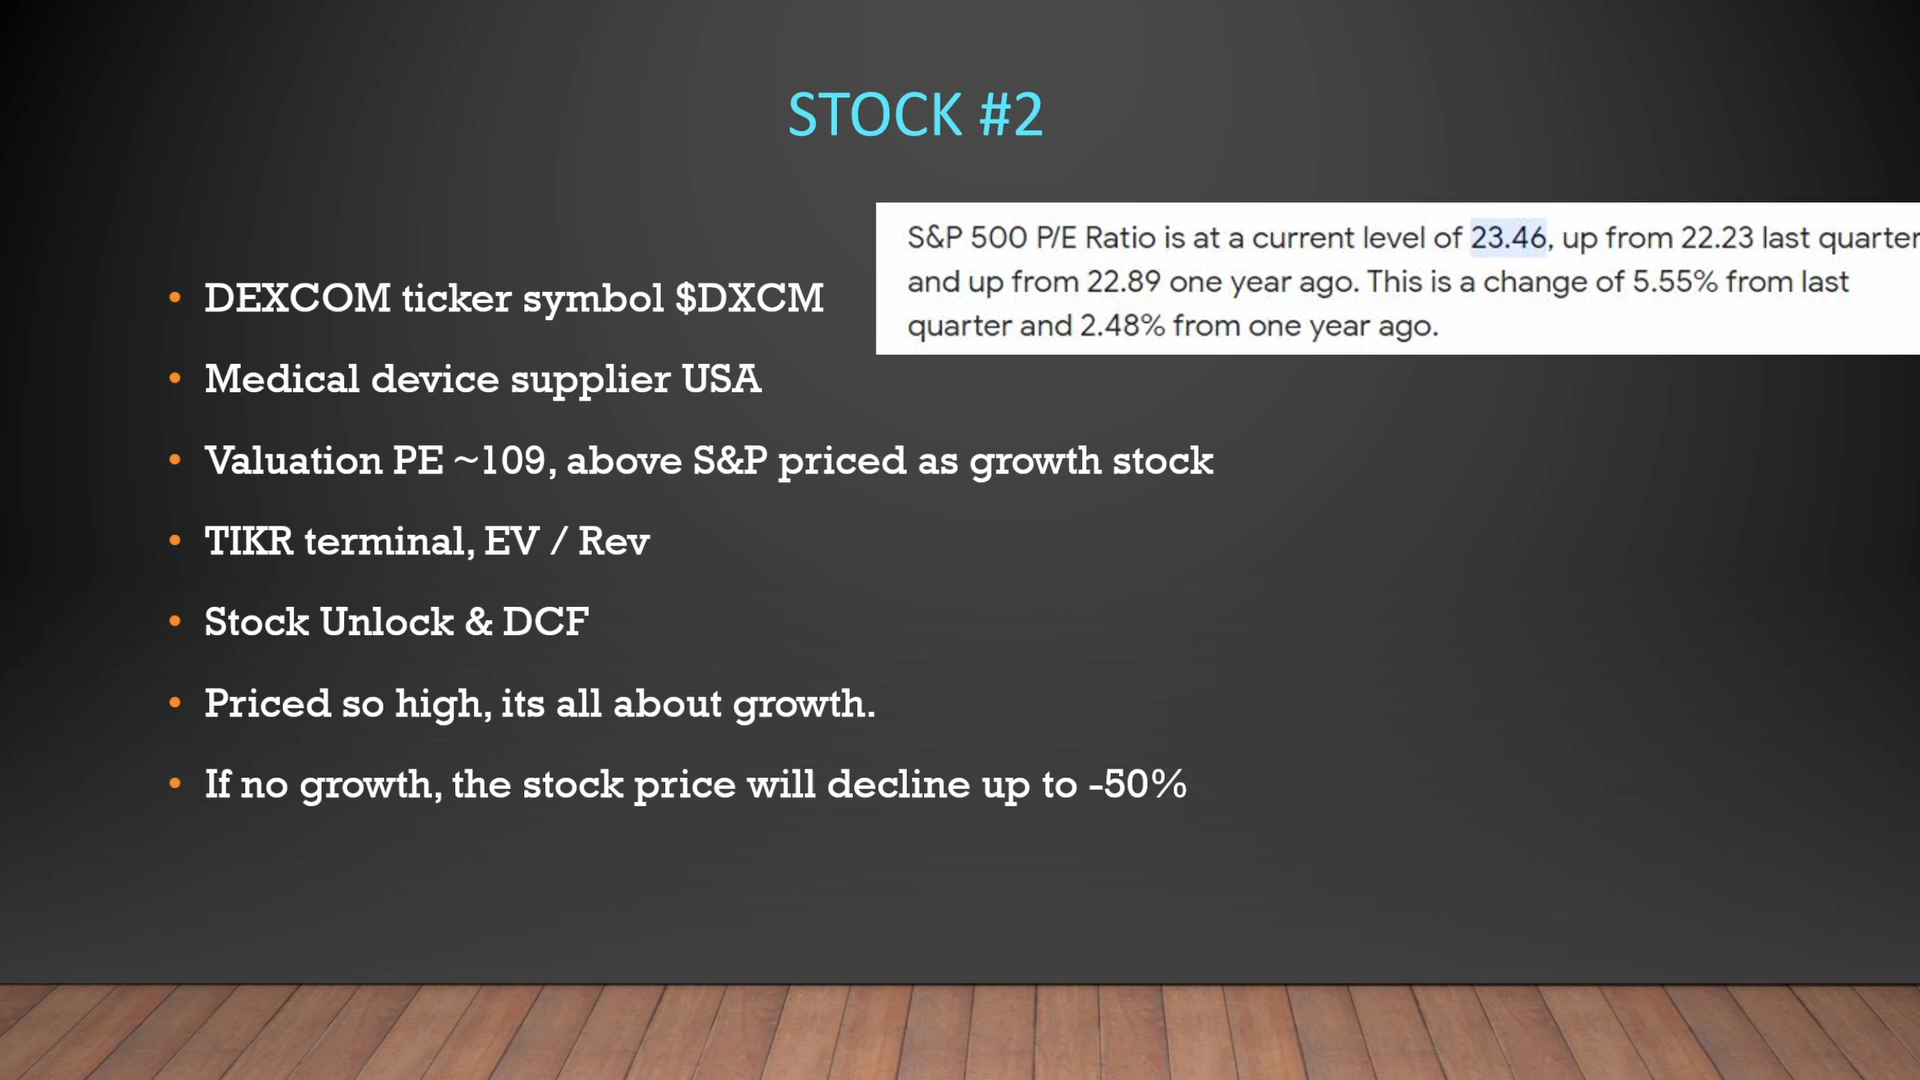 STOCK #2
S&P 500 P/E Ratio is at a current level of 23.46, up from 22.23 last quarter
and up from 22.89 one year ago. This is a change of 5.55% from last
quarter and 2.48% from one year ago.
• DEXCOM ticker symbol $DXCM
• Medical device supplier USA
• Valuation PE ~109, above S&P priced as growth stock
• TIKR terminal, EV / Rev
• Stock Unlock & DCF
• Priced so high, its all about growth.
• If no growth, the stock price will decline up to -50%